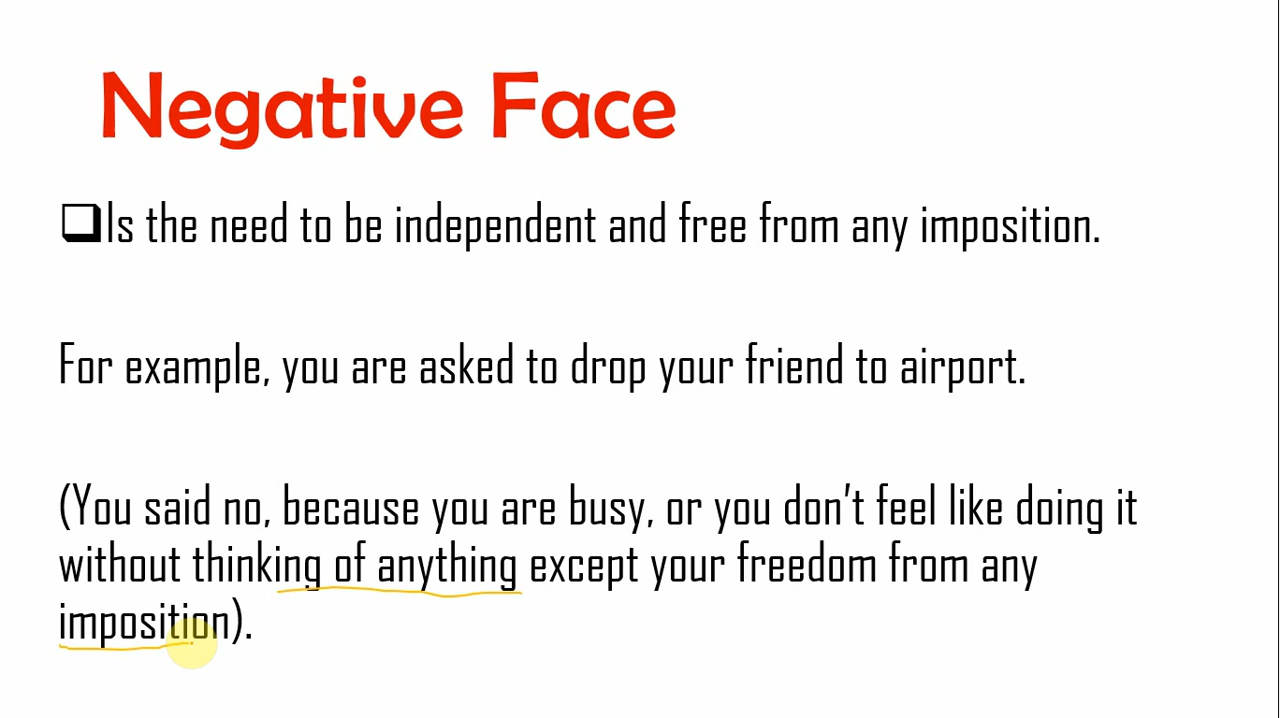 Negative Face
❑Is the need to be independent and free from any imposition.
For example, you are asked to drop your friend to airport.
(You said no, because you are busy, or you don’t feel like doing it
without thinking of anything except your freedom from any
imposition).